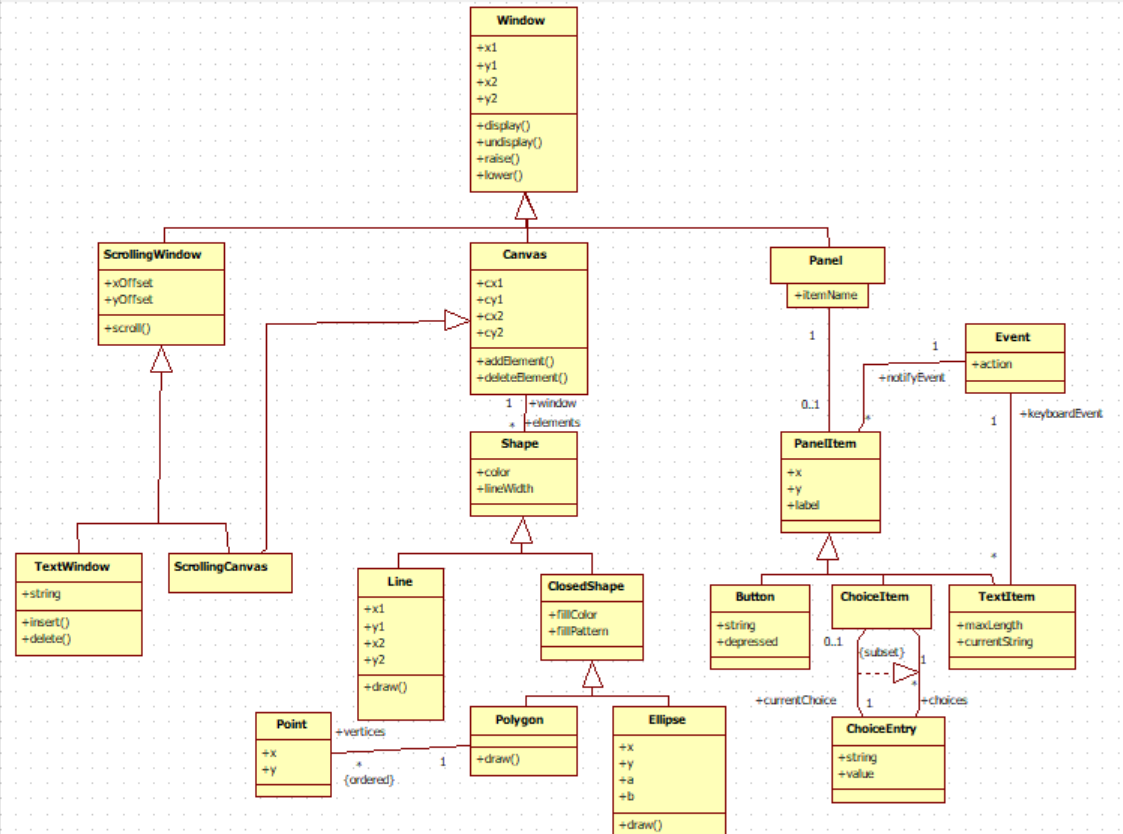 Window
+x1
+y1
+x2
+y2
+display()
+undisplay()
+raise()
+lower()
ScrollingWindow
+xOffset
+yOffset
+scroll()
Canvas
+cx1
+cy1
+cx2
+cy2
+addElement()
+deleteElement()
Panel
+itemName
1
0..1
Event
+action
1
+notifyEvent
*
+keyboardEvent
1
*
1 +window
* +elements
Shape
+color
+lineWidth
PanelItem
+x
+y
+label
TextWindow
+string
+insert()
+delete()
ScrollingCanvas
Line
+x1
+y1
+x2
+y2
+draw()
ClosedShape
+fillColor
+fillPattern
Button
+string
+depressed
ChoiceItem
TextItem
+maxLength
+currentString
0..1
{subset}
1
*
+currentChoice
1
+choices
Point
+x
+y
+vertices
*
{ordered}
1
Polygon
+draw()
Ellipse
+x
+y
+a
+b
+draw()
ChoiceEntry
+string
+value